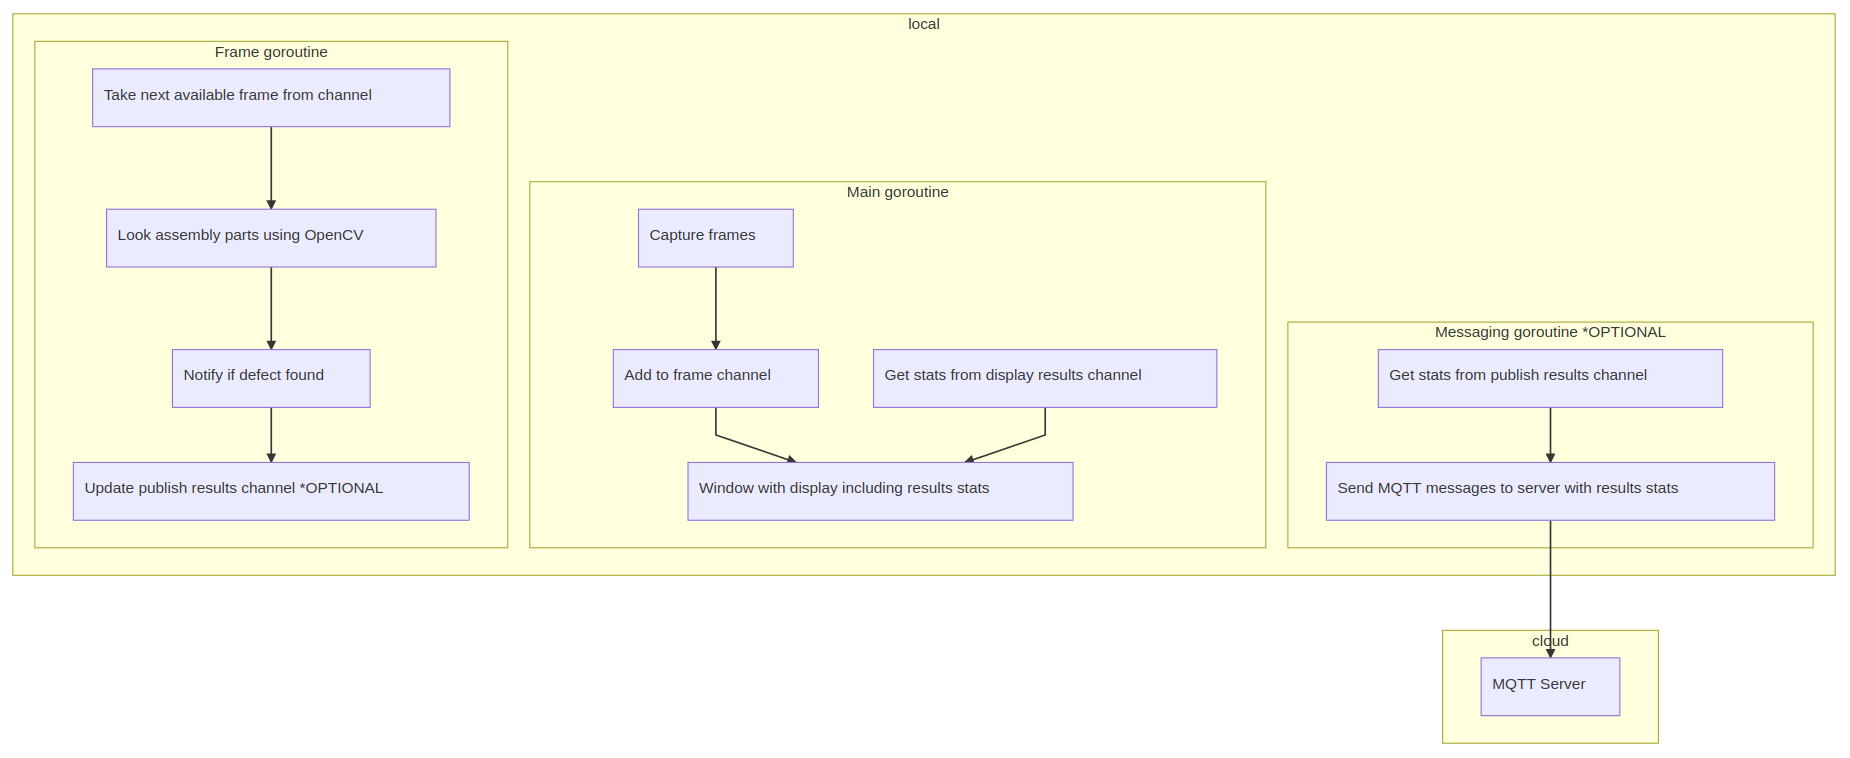 local
Frame goroutine
Take next available frame from channel
Look assembly parts using OpenCV
Notify if defect found
Update publish results channel *OPTIONAL
Main goroutine
Capture frames
Add to frame channel
Get stats from display results channel
Window with display including results stats
Messaging goroutine *OPTIONAL
Get stats from publish results channel
Send MQTT messages to server with results stats
cloud
MQTT Server